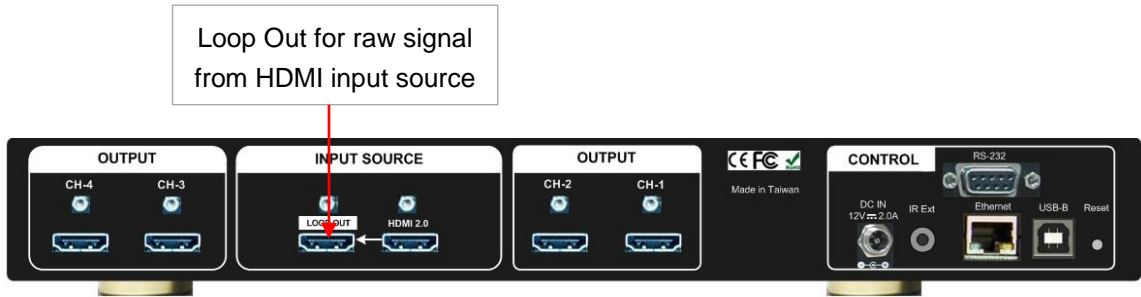 Loop Out for raw signal
from HDMI input source
OUTPUT
CH-4 CH-3
INPUT SOURCE
LOOP OUT HDMI 2.0
OUTPUT
CH-2 CH-1
CE FC RoHS
Made in Taiwan
CONTROL
RS-232
DC IN
12V⎓2.0A
IR Ext
Ethernet
USB-B
Reset